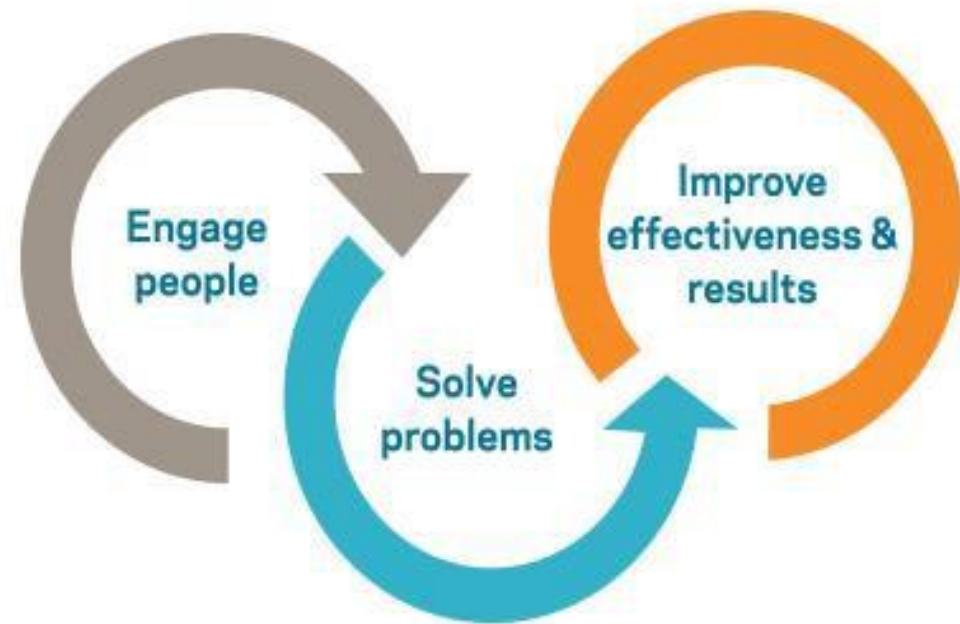 Engage
people
Solve
problems
Improve
effectiveness &
results